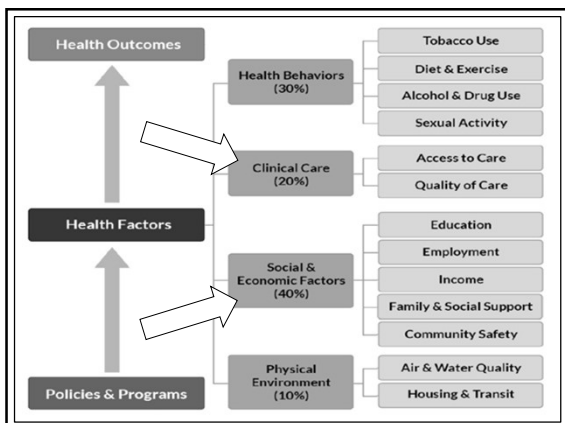 Health Outcomes
Health Factors
Policies & Programs
Health Behaviors
(30%)
Tobacco Use
Diet & Exercise
Alcohol & Drug Use
Sexual Activity
Clinical Care
(20%)
Access to Care
Quality of Care
Social &
Economic Factors
(40%)
Education
Employment
Income
Family & Social Support
Community Safety
Physical
Environment
(10%)
Air & Water Quality
Housing & Transit